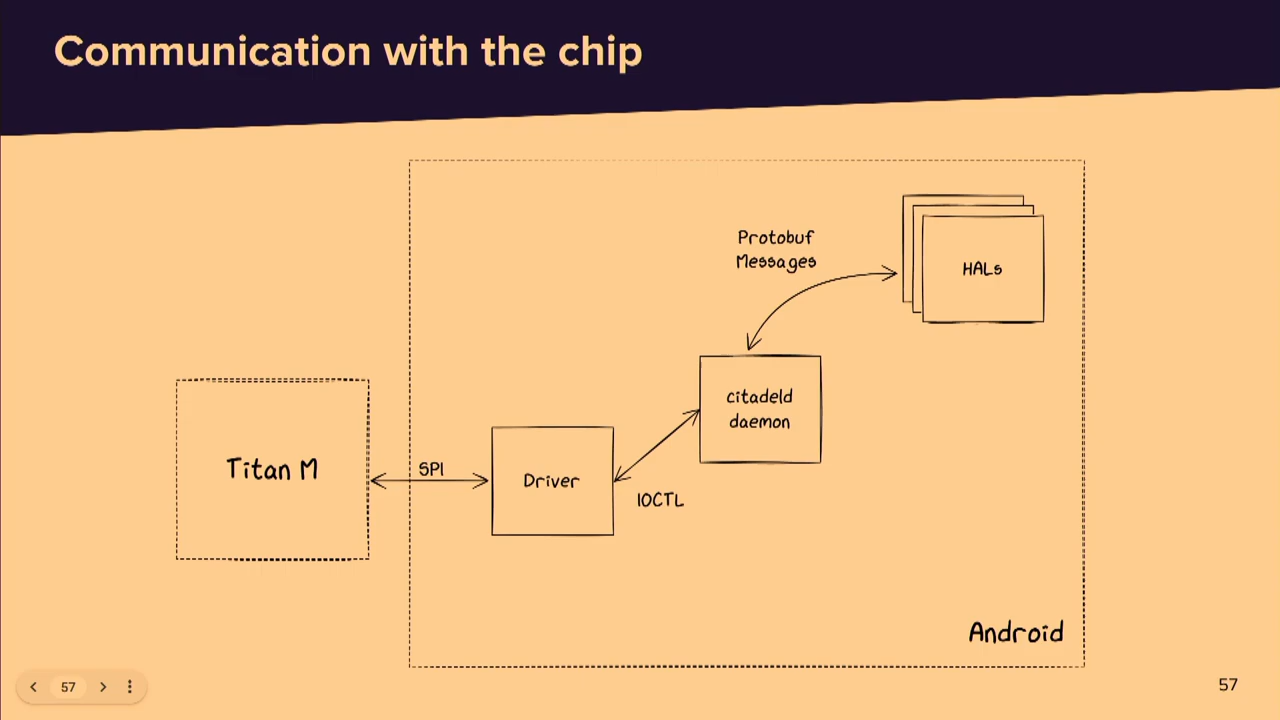 Communication with the chip
Protobuf
Messages
HALs
citadeld
daemon
Titan M
SPI
Driver
IOCTL
Android
57
57